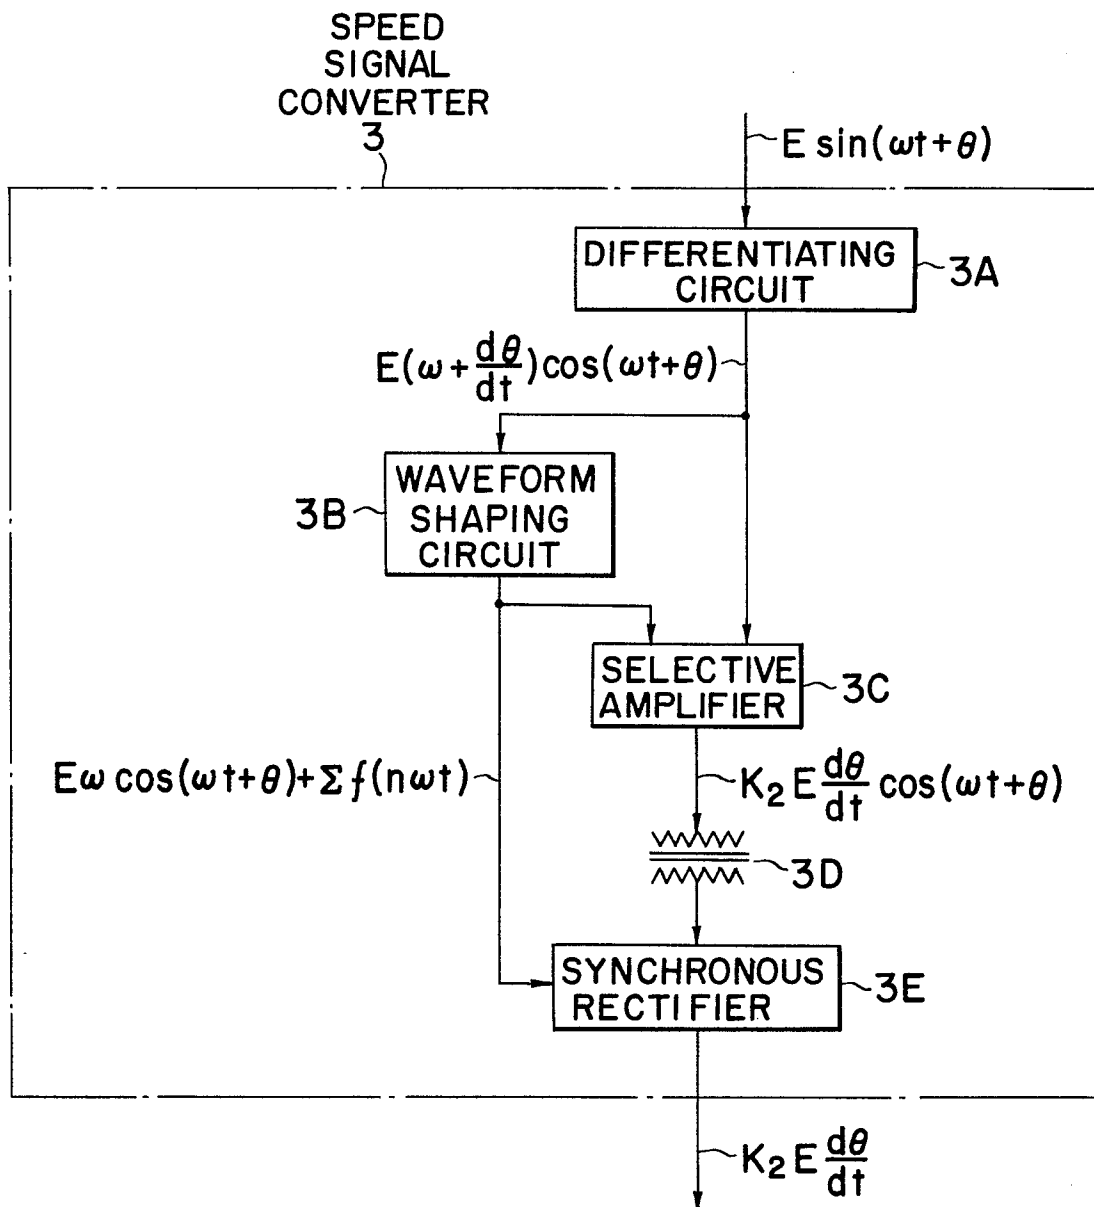 SPEED
SIGNAL
CONVERTER
3
E sin(ωt+θ)
DIFFERENTIATING
CIRCUIT
3A
E(ω + dθ/dt)cos(ωt+θ)
WAVEFORM
SHAPING
CIRCUIT
3B
SELECTIVE
AMPLIFIER
3C
Eω cos(ωt+θ)+Σf(nωt)
K₂ E dθ/dt cos(ωt+θ)
3D
SYNCHRONOUS
RECTIFIER
3E
K₂ E dθ/dt